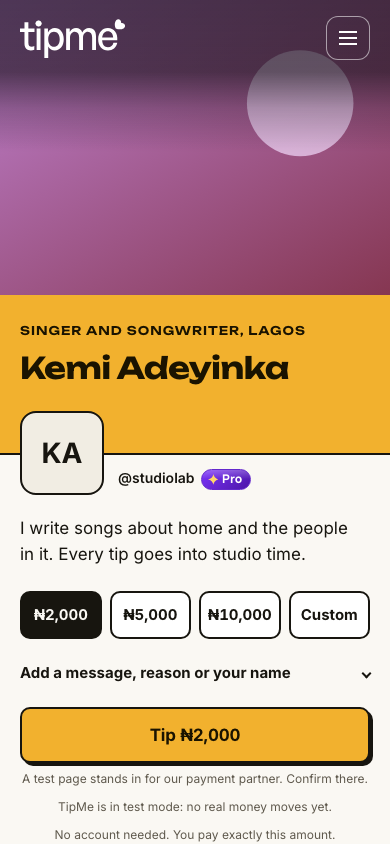 tipme
SINGER AND SONGWRITER, LAGOS
Kemi Adeyinka
KA
@studiolab Pro
I write songs about home and the people
in it. Every tip goes into studio time.
₦2,000 ₦5,000 ₦10,000 Custom
Add a message, reason or your name
Tip ₦2,000
A test page stands in for our payment partner. Confirm there.
TipMe is in test mode: no real money moves yet.
No account needed. You pay exactly this amount.